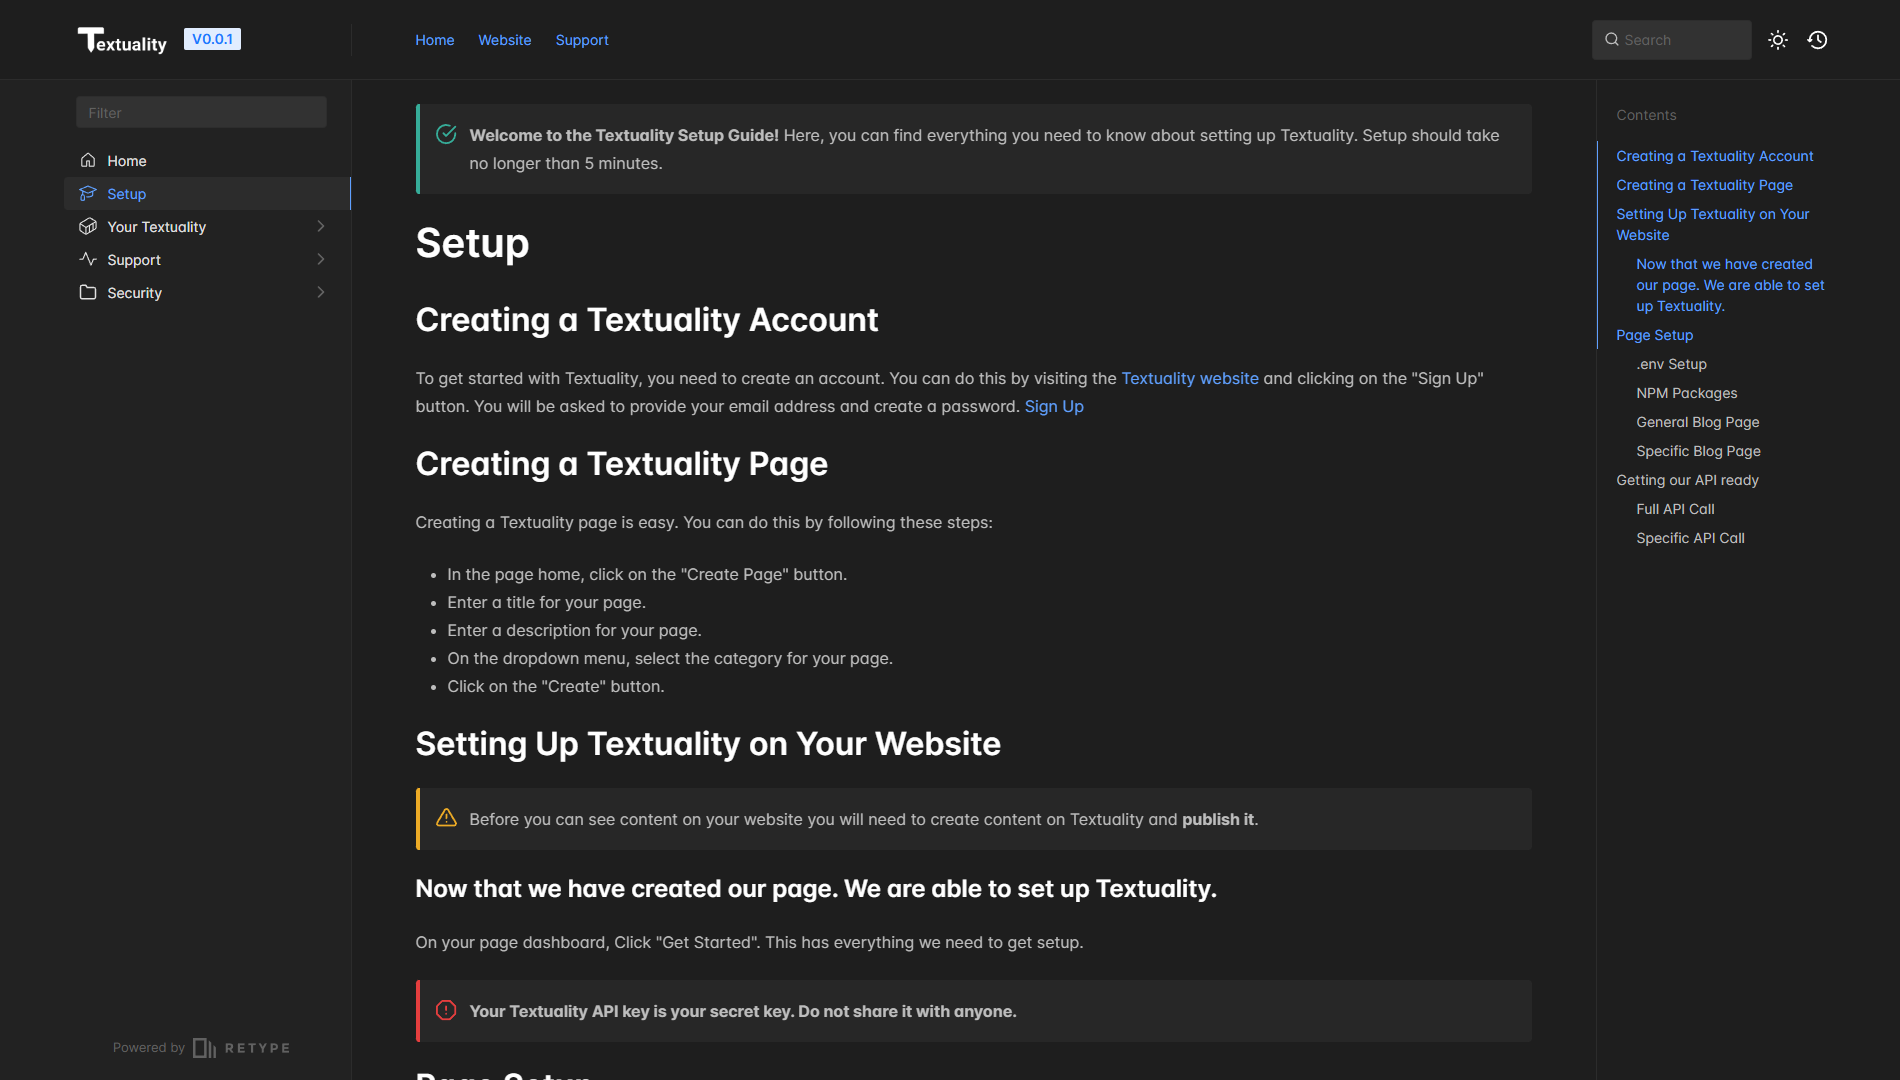 Textuality V0.0.1
Home Website Support
Search
Filter
Home
Setup
Your Textuality
Support
Security
Powered by RETYPE
Welcome to the Textuality Setup Guide! Here, you can find everything you need to know about setting up Textuality. Setup should take
no longer than 5 minutes.
Setup
Creating a Textuality Account
To get started with Textuality, you need to create an account. You can do this by visiting the Textuality website and clicking on the "Sign Up"
button. You will be asked to provide your email address and create a password. Sign Up
Creating a Textuality Page
Creating a Textuality page is easy. You can do this by following these steps:
• In the page home, click on the "Create Page" button.
• Enter a title for your page.
• Enter a description for your page.
• On the dropdown menu, select the category for your page.
• Click on the "Create" button.
Setting Up Textuality on Your Website
Before you can see content on your website you will need to create content on Textuality and publish it.
Now that we have created our page. We are able to set up Textuality.
On your page dashboard, Click "Get Started". This has everything we need to get setup.
Your Textuality API key is your secret key. Do not share it with anyone.
Page Setup
Contents
Creating a Textuality Account
Creating a Textuality Page
Setting Up Textuality on Your
Website
Now that we have created
our page. We are able to set
up Textuality.
Page Setup
.env Setup
NPM Packages
General Blog Page
Specific Blog Page
Getting our API ready
Full API Call
Specific API Call